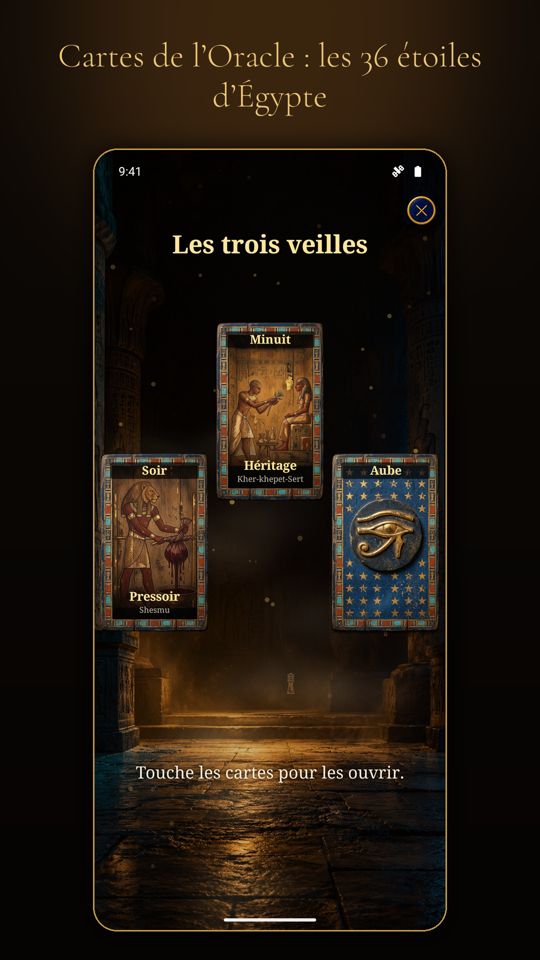 Cartes de l’Oracle : les 36 étoiles
d’Égypte
9:41
Les trois veilles
Minuit
Héritage
Kher-khepet-Sert
Soir
Pressoir
Shesmu
Aube
Touche les cartes pour les ouvrir.